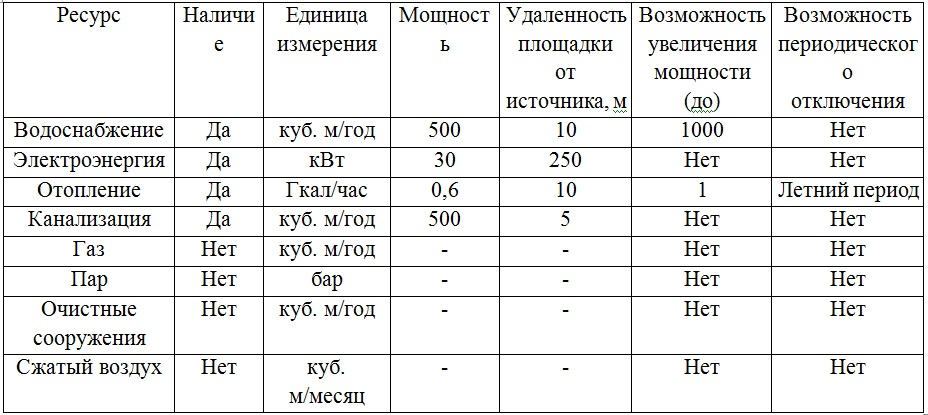 Ресурс Наличи Единица Мощност Удаленность Возможность Возможность
е измерения ь площадки увеличения периодическог
от мощности о
источника, м (до) отключения
Водоснабжение Да куб. м/год 500 10 1000 Нет
Электроэнергия Да кВт 30 250 Нет Нет
Отопление Да Гкал/час 0,6 10 1 Летний период
Канализация Да куб. м/год 500 5 Нет Нет
Газ Нет куб. м/год - - Нет Нет
Пар Нет бар - - Нет Нет
Очистные Нет куб. м/год - - Нет Нет
сооружения
Сжатый воздух Нет куб. - - Нет Нет
м/месяц